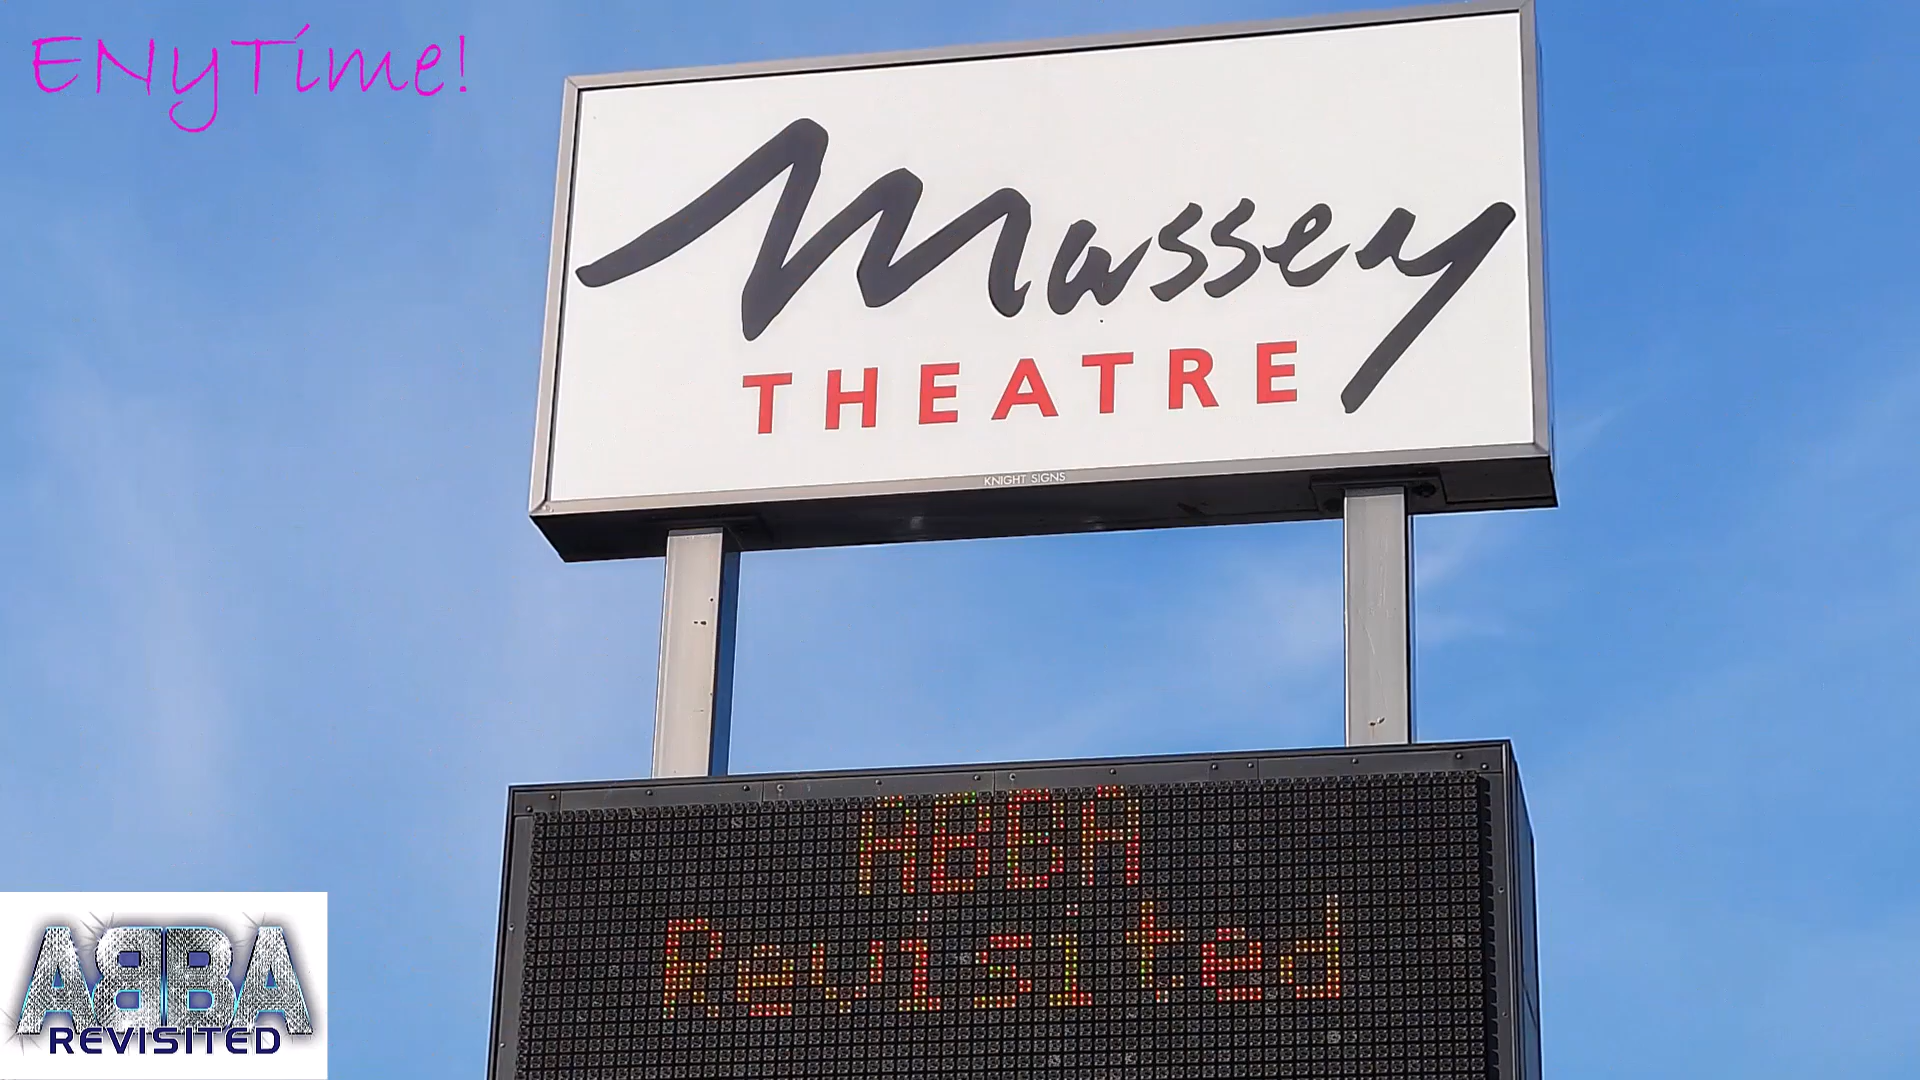 ENyTime!
Massey
THEATRE
KNIGHT SIGNS
ABBA
Revisited
ABBA
REVISITED